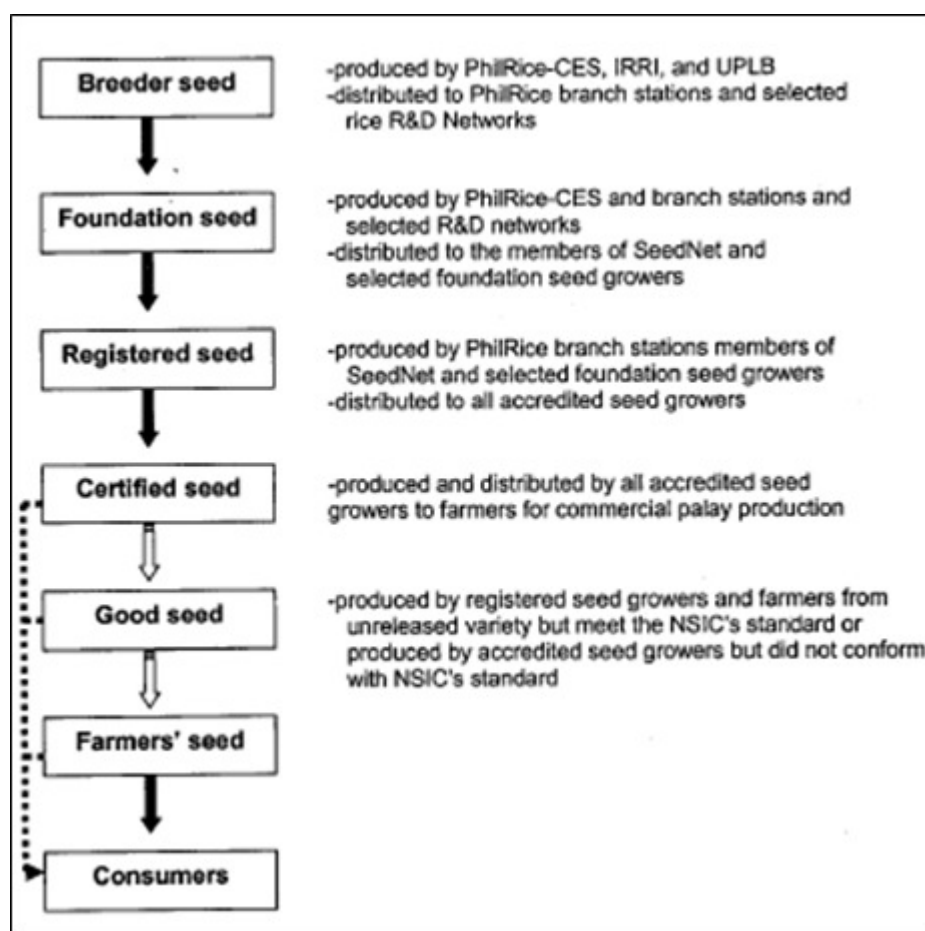 Breeder seed
-produced by PhilRice-CES, IRRI, and UPLB
-distributed to PhilRice branch stations and selected
rice R&D Networks
Foundation seed
-produced by PhilRice-CES and branch stations and
selected R&D networks
-distributed to the members of SeedNet and
selected foundation seed growers
Registered seed
-produced by PhilRice branch stations members of
SeedNet and selected foundation seed growers
-distributed to all accredited seed growers
Certified seed
-produced and distributed by all accredited seed
growers to farmers for commercial palay production
Good seed
-produced by registered seed growers and farmers from
unreleased variety but meet the NSIC's standard or
produced by accredited seed growers but did not conform
with NSIC's standard
Farmers' seed
Consumers